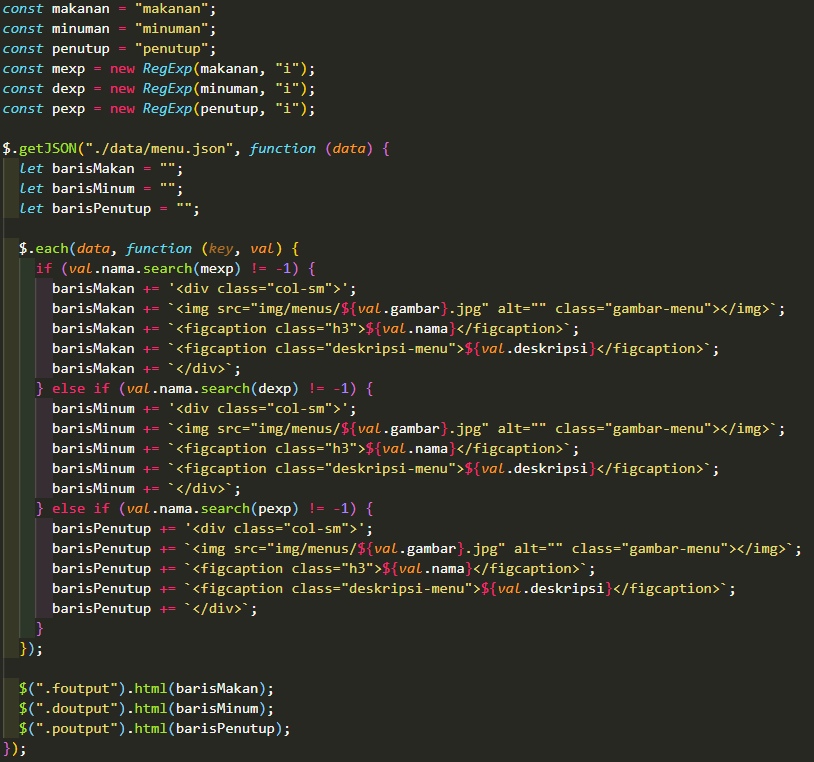 const makanan = "makanan";
const minuman = "minuman";
const penutup = "penutup";
const mexp = new RegExp(makanan, "i");
const dexp = new RegExp(minuman, "i");
const pexp = new RegExp(penutup, "i");

$.getJSON("./data/menu.json", function (data) {
  let barisMakan = "";
  let barisMinum = "";
  let barisPenutup = "";

  $.each(data, function (key, val) {
    if (val.nama.search(mexp) != -1) {
      barisMakan += '<div class="col-sm">';
      barisMakan += `<img src="img/menus/${val.gambar}.jpg" alt="" class="gambar-menu"></img>`;
      barisMakan += `<figcaption class="h3">${val.nama}</figcaption>`;
      barisMakan += `<figcaption class="deskripsi-menu">${val.deskripsi}</figcaption>`;
      barisMakan += `</div>`;
    } else if (val.nama.search(dexp) != -1) {
      barisMinum += '<div class="col-sm">';
      barisMinum += `<img src="img/menus/${val.gambar}.jpg" alt="" class="gambar-menu"></img>`;
      barisMinum += `<figcaption class="h3">${val.nama}</figcaption>`;
      barisMinum += `<figcaption class="deskripsi-menu">${val.deskripsi}</figcaption>`;
      barisMinum += `</div>`;
    } else if (val.nama.search(pexp) != -1) {
      barisPenutup += '<div class="col-sm">';
      barisPenutup += `<img src="img/menus/${val.gambar}.jpg" alt="" class="gambar-menu"></img>`;
      barisPenutup += `<figcaption class="h3">${val.nama}</figcaption>`;
      barisPenutup += `<figcaption class="deskripsi-menu">${val.deskripsi}</figcaption>`;
      barisPenutup += `</div>`;
    }
  });

  $(".foutput").html(barisMakan);
  $(".doutput").html(barisMinum);
  $(".poutput").html(barisPenutup);
});